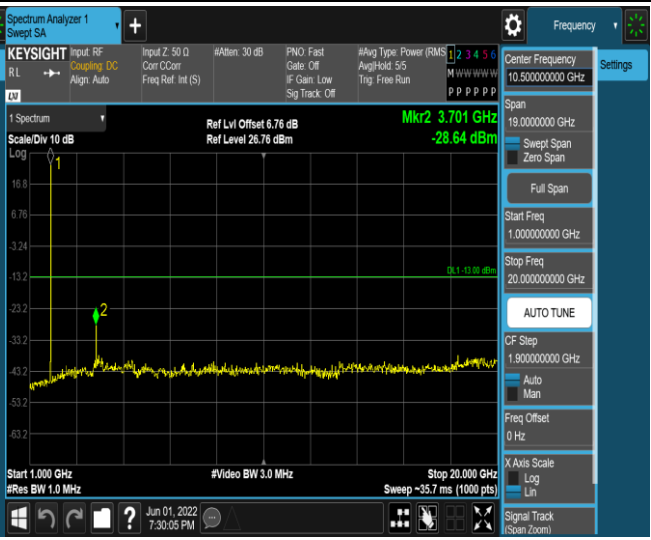 Spectrum Analyzer 1
Swept SA
Frequency
KEYSIGHT
RL
LXI
Input: RF
Coupling: DC
Align: Auto
Input Z: 50 Ω
Corr CCorr
Freq Ref: Int (S)
#Atten: 30 dB
PNO: Fast
Gate: Off
IF Gain: Low
Sig Track: Off
#Avg Type: Power (RMS
Avg|Hold: 5/5
Trig: Free Run
1 2 3 4 5 6
M W W W W W
P P P P P P
1 Spectrum
Scale/Div 10 dB
Log
Ref Lvl Offset 6.76 dB
Ref Level 26.76 dBm
Mkr2 3.701 GHz
-28.64 dBm
1
16.8
6.76
-3.24
-13.2
DL1 -13.00 dBm
-23.2
2
-33.2
-43.2
-53.2
-63.2
Start 1.000 GHz
#Res BW 1.0 MHz
#Video BW 3.0 MHz
Stop 20.000 GHz
Sweep ~35.7 ms (1000 pts)
Jun 01, 2022
7:30:05 PM
Center Frequency
10.500000000 GHz
Settings
Span
19.0000000 GHz
Swept Span
Zero Span
Full Span
Start Freq
1.000000000 GHz
Stop Freq
20.000000000 GHz
AUTO TUNE
CF Step
1.900000000 GHz
Auto
Man
Freq Offset
0 Hz
X Axis Scale
Log
Lin
Signal Track
(Span Zoom)